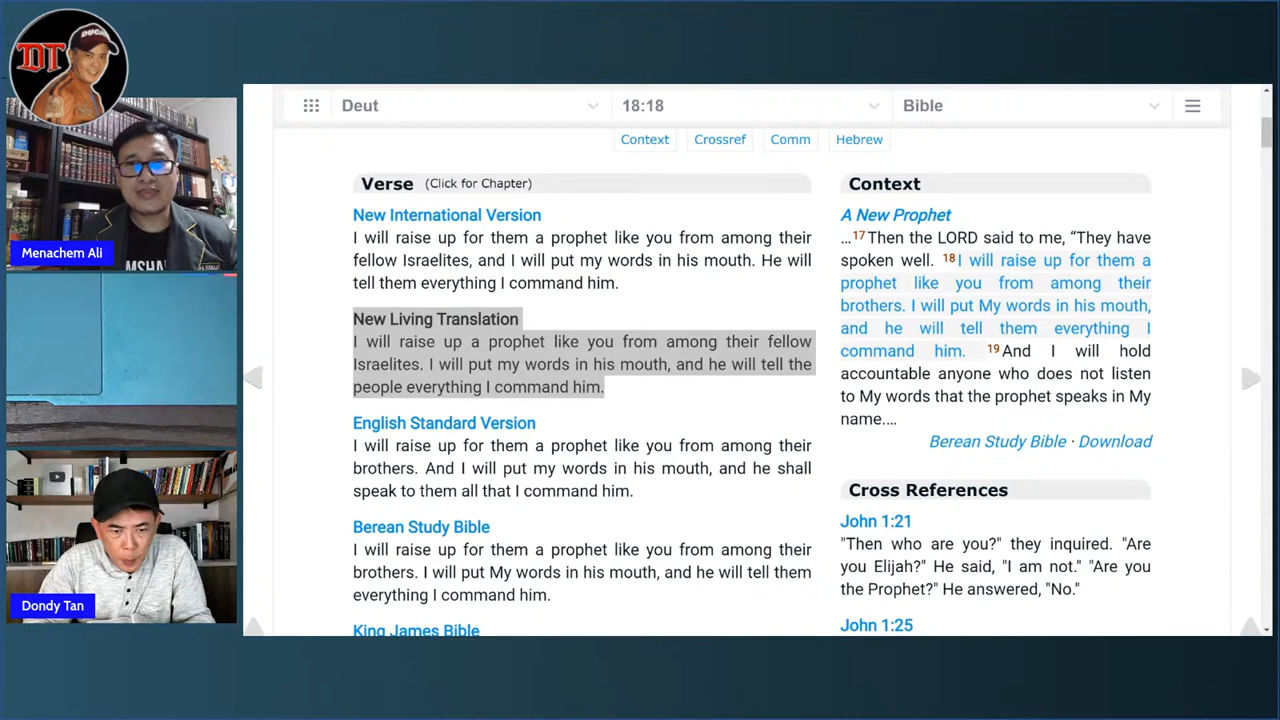 DUCATI
DT
Menachem Ali
MSHA
Dondy Tan
Deut
18:18
Bible
Context
Crossref
Comm
Hebrew
Verse (Click for Chapter)
New International Version
I will raise up for them a prophet like you from among their
fellow Israelites, and I will put my words in his mouth. He will
tell them everything I command him.
New Living Translation
I will raise up a prophet like you from among their fellow
Israelites. I will put my words in his mouth, and he will tell the
people everything I command him.
English Standard Version
I will raise up for them a prophet like you from among their
brothers. And I will put my words in his mouth, and he shall
speak to them all that I command him.
Berean Study Bible
I will raise up for them a prophet like you from among their
brothers. I will put My words in his mouth, and he will tell them
everything I command him.
King James Bible
Context
A New Prophet
…17Then the LORD said to me, “They have
spoken well. 18I will raise up for them a
prophet like you from among their
brothers. I will put My words in his mouth,
and he will tell them everything I
command him. 19And I will hold
accountable anyone who does not listen
to My words that the prophet speaks in My
name.…
Berean Study Bible · Download
Cross References
John 1:21
"Then who are you?" they inquired. "Are
you Elijah?" He said, "I am not." "Are you
the Prophet?" He answered, "No."
John 1:25